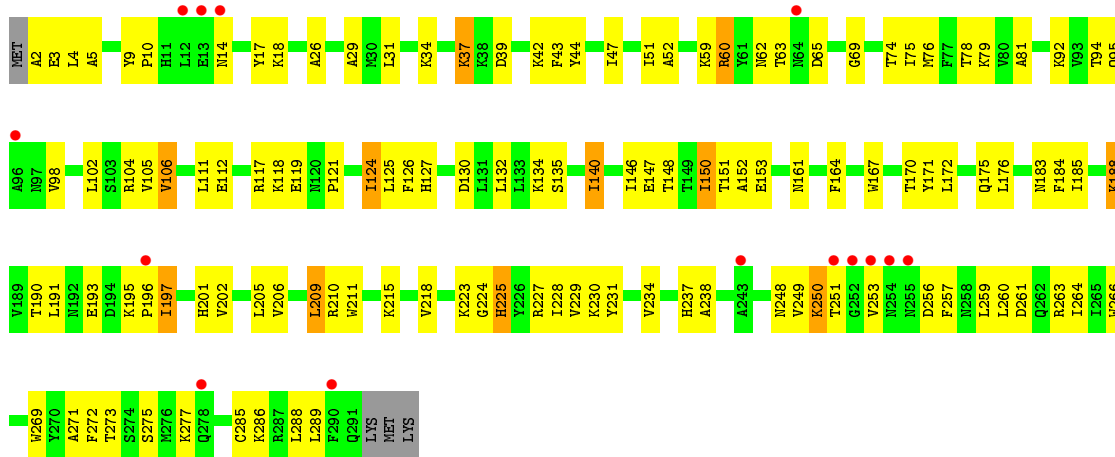 MET A2 E3 L4 A5 Y9 P10 H11 L12 E13 N14 Y17 K18 A26 A29 M30 L31 K34 K37 K38 D39 K42 F43 Y44 I47 I51 A52 K59 R60 Y61 N62 T63 N64 D65 G69 T74 I75 M76 F77 T78 K79 V80 A81 K92 V93 T94 Q95
A96 N97 V98 L102 S103 R104 V105 V106 L111 E112 R117 K118 E119 N120 P121 I124 L125 F126 H127 D130 L131 L132 L133 K134 S135 I140 I146 E147 T148 T149 I150 T151 A152 E153 N161 F164 W167 T170 Y171 L172 Q175 L176 N183 F184 I185 K188
V189 T190 L191 N192 E193 D194 K195 P196 I197 H201 V202 L205 V206 L209 R210 W211 K215 V218 K223 G224 H225 Y226 R227 I228 V229 K230 Y231 V234 H237 A238 A243 N248 V249 K250 T251 G252 V253 N254 N255 D256 F257 N258 L259 L260 D261 Q262 R263 I264 I265 W266
W269 Y270 A271 F272 T273 S274 S275 M276 K277 Q278 C285 K286 R287 L288 L289 F290 Q291 LYS MET LYS